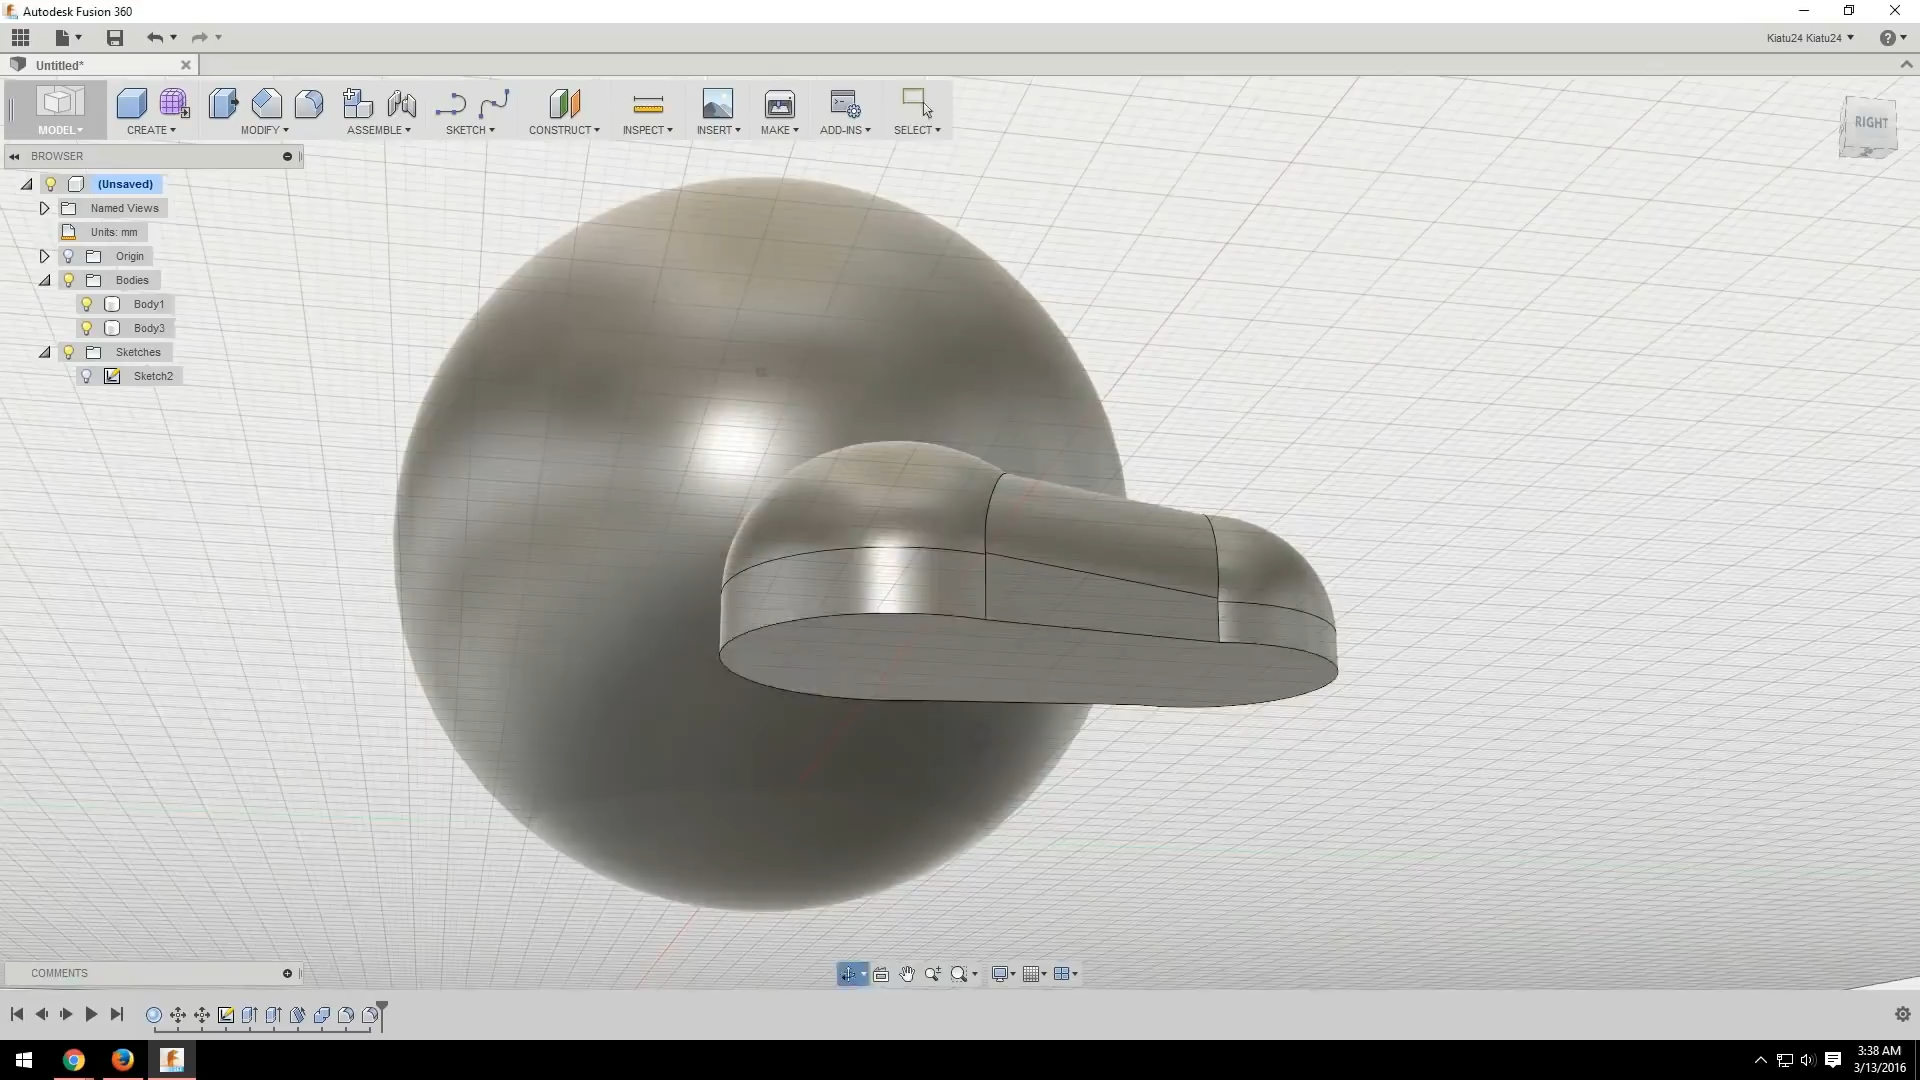 Autodesk Fusion 360
Kiatu24 Kiatu24
Untitled*
MODEL
CREATE
MODIFY
ASSEMBLE
SKETCH
CONSTRUCT
INSPECT
INSERT
MAKE
ADD-INS
SELECT
RIGHT
BROWSER
(Unsaved)
Named Views
Units: mm
Origin
Bodies
Body1
Body3
Sketches
Sketch2
COMMENTS
3:38 AM
3/13/2016